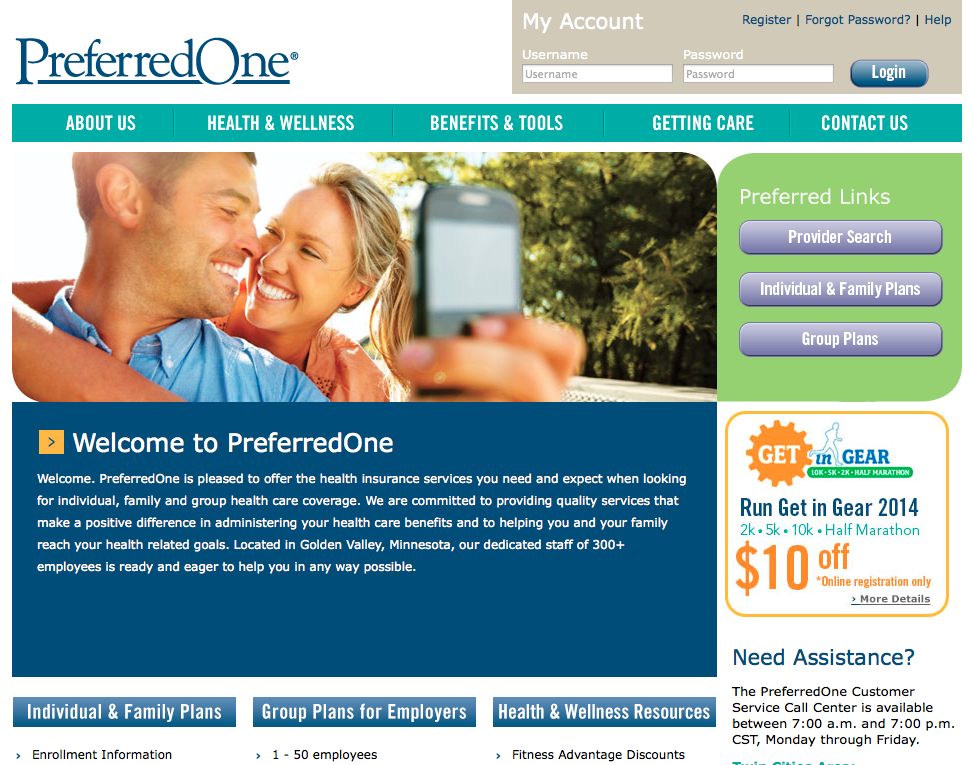 PreferredOne®
My Account
Register | Forgot Password? | Help
Username Password
Username Password Login
ABOUT US HEALTH & WELLNESS BENEFITS & TOOLS GETTING CARE CONTACT US
Preferred Links
Provider Search
Individual & Family Plans
Group Plans
Welcome to PreferredOne
Welcome. PreferredOne is pleased to offer the health insurance services you need and expect when looking
for individual, family and group health care coverage. We are committed to providing quality services that
make a positive difference in administering your health care benefits and to helping you and your family
reach your health related goals. Located in Golden Valley, Minnesota, our dedicated staff of 300+
employees is ready and eager to help you in any way possible.
GET in GEAR
10K • 5K • 2K • HALF MARATHON
Run Get in Gear 2014
2k • 5k • 10k • Half Marathon
$10 off
*Online registration only
› More Details
Need Assistance?
The PreferredOne Customer
Service Call Center is available
between 7:00 a.m. and 7:00 p.m.
CST, Monday through Friday.
Twin Cities Area:
Individual & Family Plans
› Enrollment Information
Group Plans for Employers
› 1 - 50 employees
Health & Wellness Resources
› Fitness Advantage Discounts